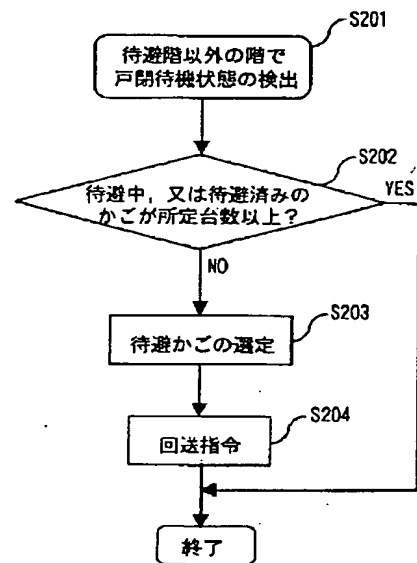 S201
待避階以外の階で
戸閉待機状態の検出
S202
待避中，又は待避済みの
かごが所定台数以上？
YES
NO
S203
待避かごの選定
S204
回送指令
終了